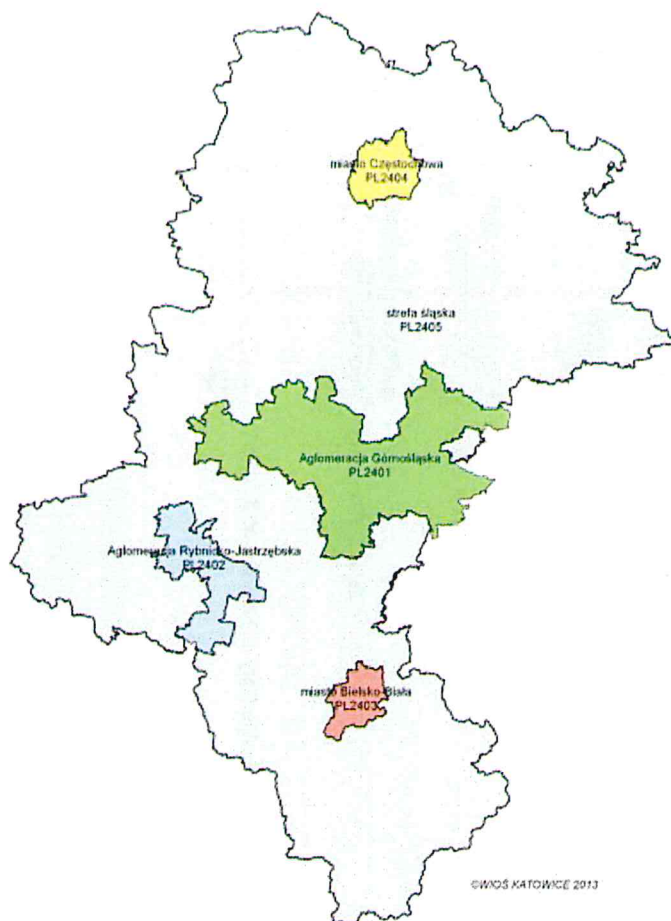 miasto Częstochowa
PL2404
strefa śląska
PL2405
Aglomeracja Górnośląska
PL2401
Aglomeracja Rybnicko-Jastrzębska
PL2402
miasto Bielsko-Biała
PL2403
©WIOŚ KATOWICE 2013